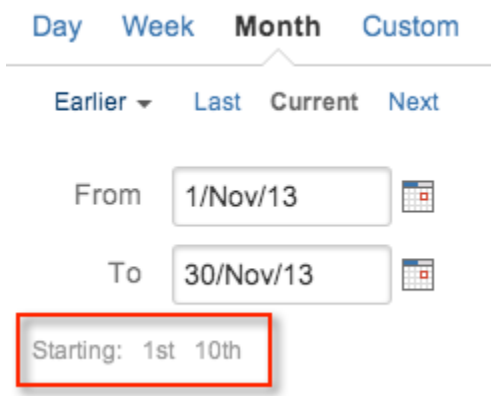 Day Week Month Custom
Earlier Last Current Next
From 1/Nov/13
To 30/Nov/13
Starting: 1st 10th